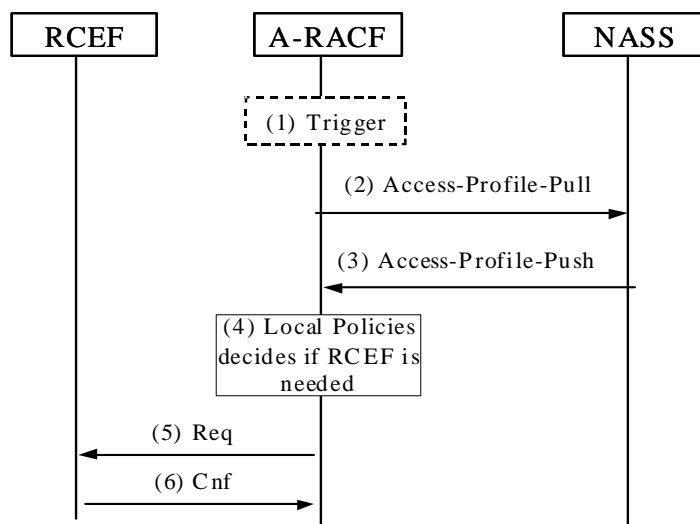 RCEF
A-RACF
NASS
(1) Trigger
(2) Access-Profile-Pull
(3) Access-Profile-Push
(4) Local Policies
decides if RCEF is
needed
(5) Req
(6) Cnf